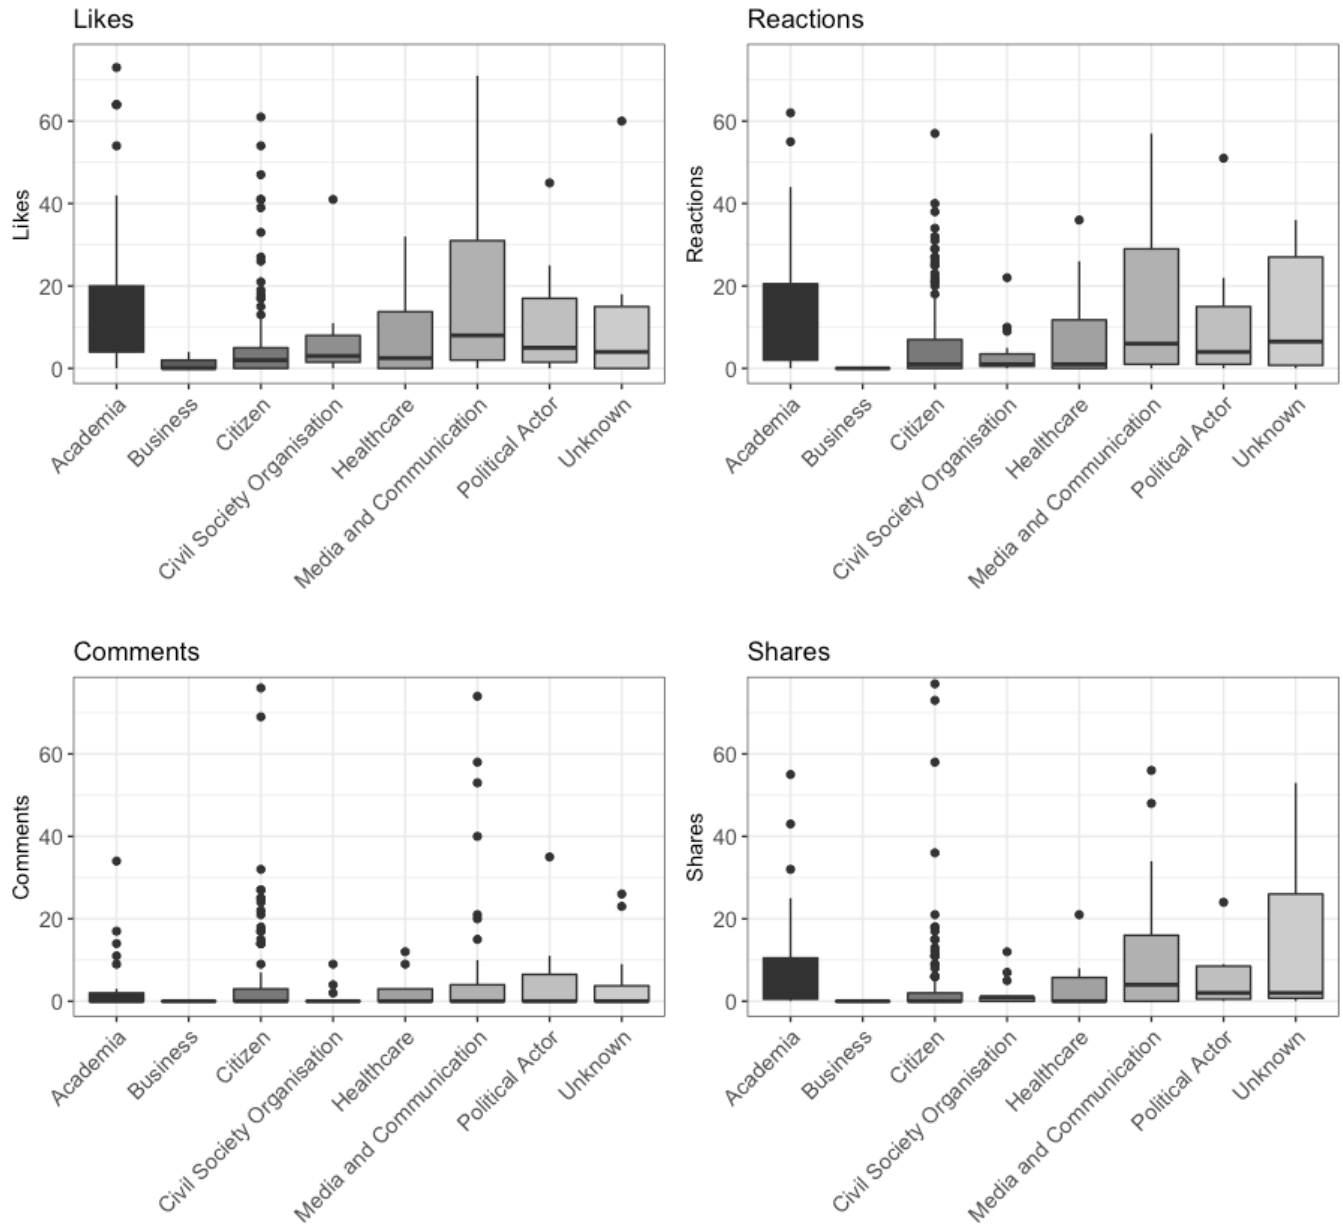 Likes
Likes
60
40
20
0
Academia
Business
Citizen
Civil Society Organisation
Healthcare
Media and Communication
Political Actor
Unknown
Reactions
Reactions
60
40
20
0
Academia
Business
Citizen
Civil Society Organisation
Healthcare
Media and Communication
Political Actor
Unknown
Comments
Comments
60
40
20
0
Academia
Business
Citizen
Civil Society Organisation
Healthcare
Media and Communication
Political Actor
Unknown
Shares
Shares
60
40
20
0
Academia
Business
Citizen
Civil Society Organisation
Healthcare
Media and Communication
Political Actor
Unknown